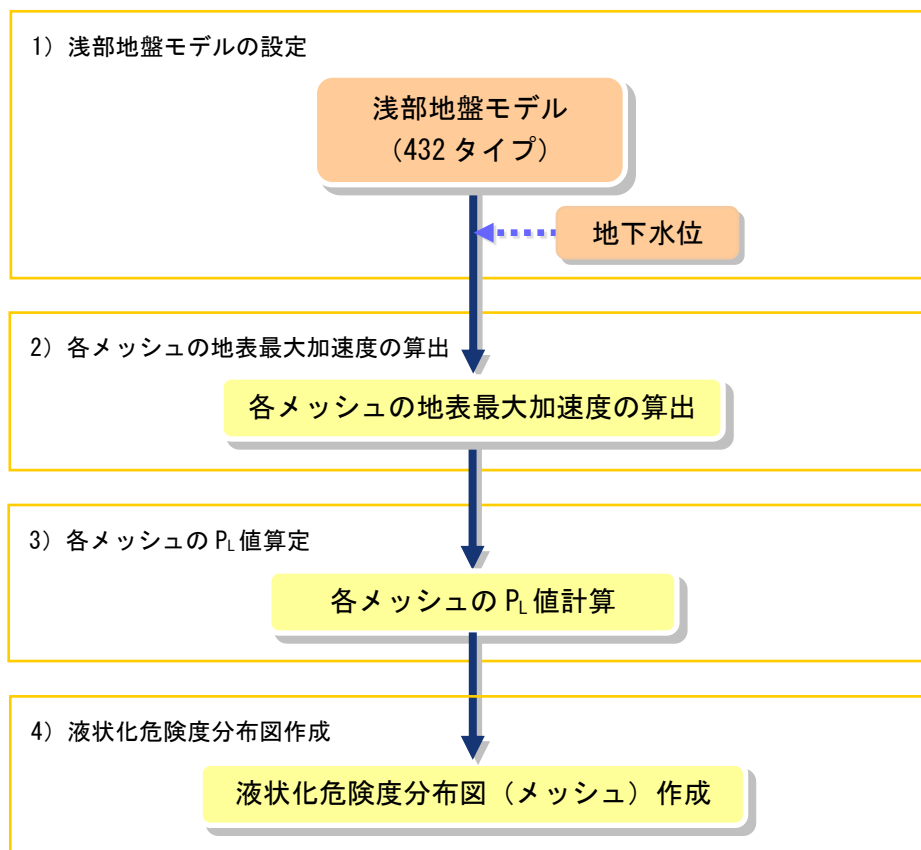 1）浅部地盤モデルの設定
浅部地盤モデル
（432 タイプ）
地下水位
2）各メッシュの地表最大加速度の算出
各メッシュの地表最大加速度の算出
3）各メッシュの PL 値算定
各メッシュの PL 値計算
4）液状化危険度分布図作成
液状化危険度分布図（メッシュ）作成